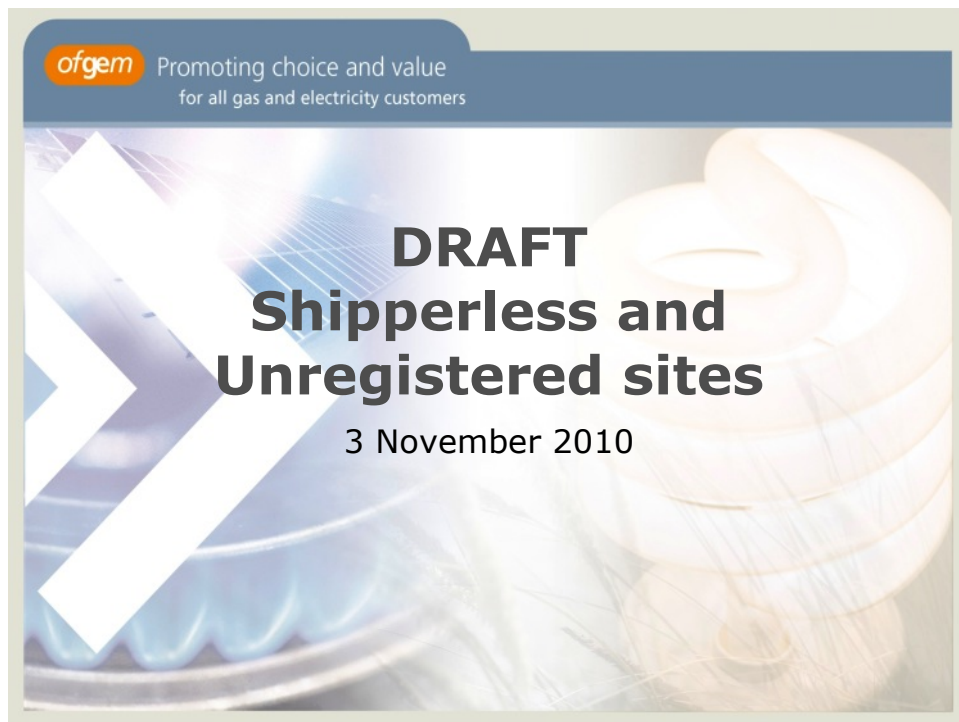 ofgem Promoting choice and value
for all gas and electricity customers
DRAFT
Shipperless and
Unregistered sites
3 November 2010